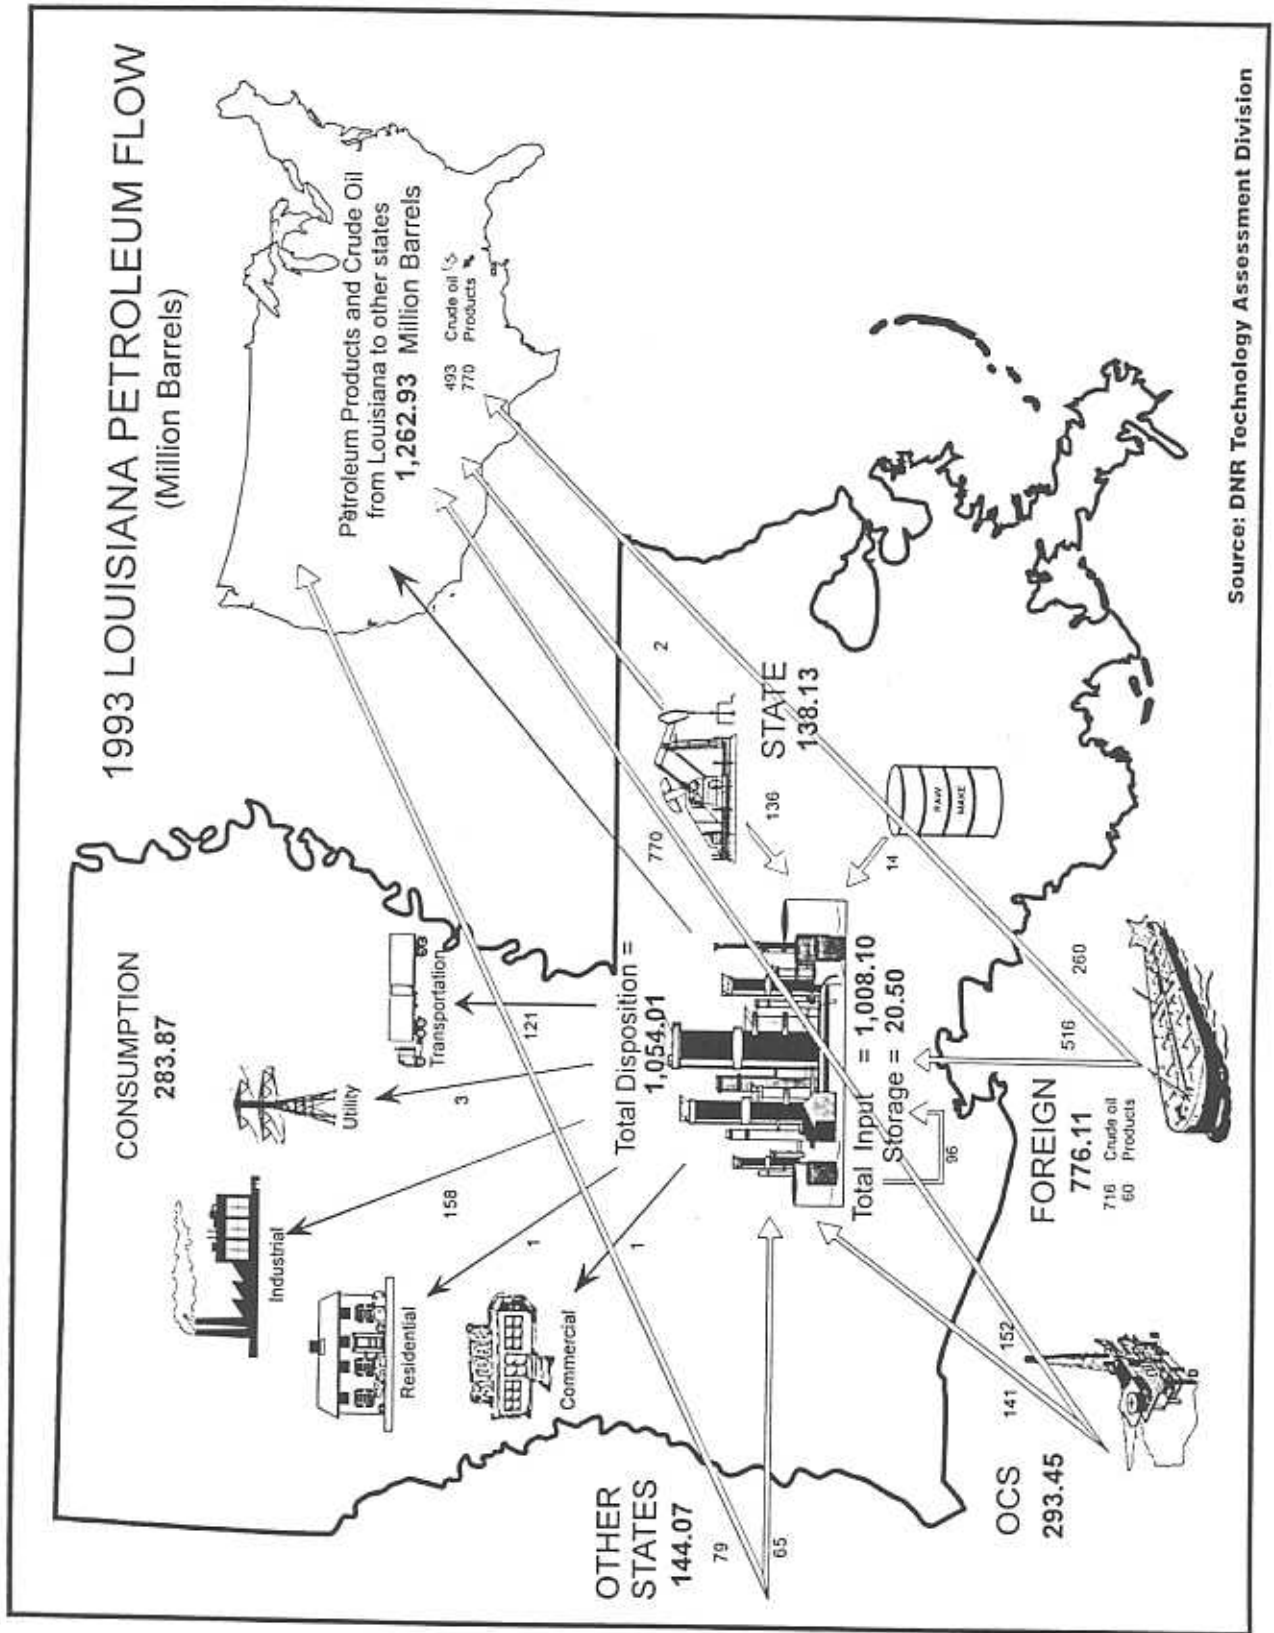 1993 LOUISIANA PETROLEUM FLOW
(Million Barrels)
CONSUMPTION
283.87
Utility
Transportation
Industrial
Residential
Commercial
3
121
158
1
1
Petroleum Products and Crude Oil
from Louisiana to other states
1,262.93 Million Barrels
493 Crude oil
770 Products
Total Disposition =
1,054.01
770
2
OTHER
STATES
144.07
79
65
STATE
138.13
136
RAW
MAKE
14
Total Input = 1,008.10
Storage = 20.50
96
OCS
293.45
141
152
FOREIGN
776.11
716 Crude oil
60 Products
516
260
Source: DNR Technology Assessment Division